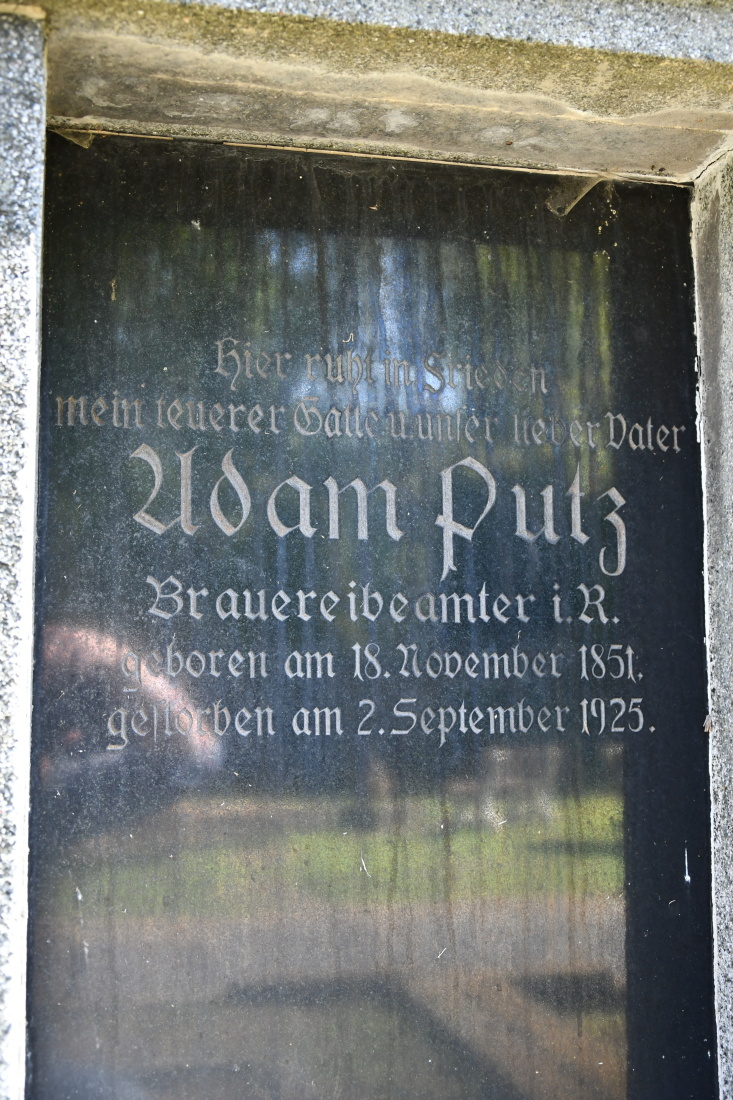 Hier ruht in Frieden
mein teuerer Gatte u. unser lieber Vater
Adam Putz
Brauereibeamter i. R.
geboren am 18. November 1851.
gestorben am 2. September 1925.